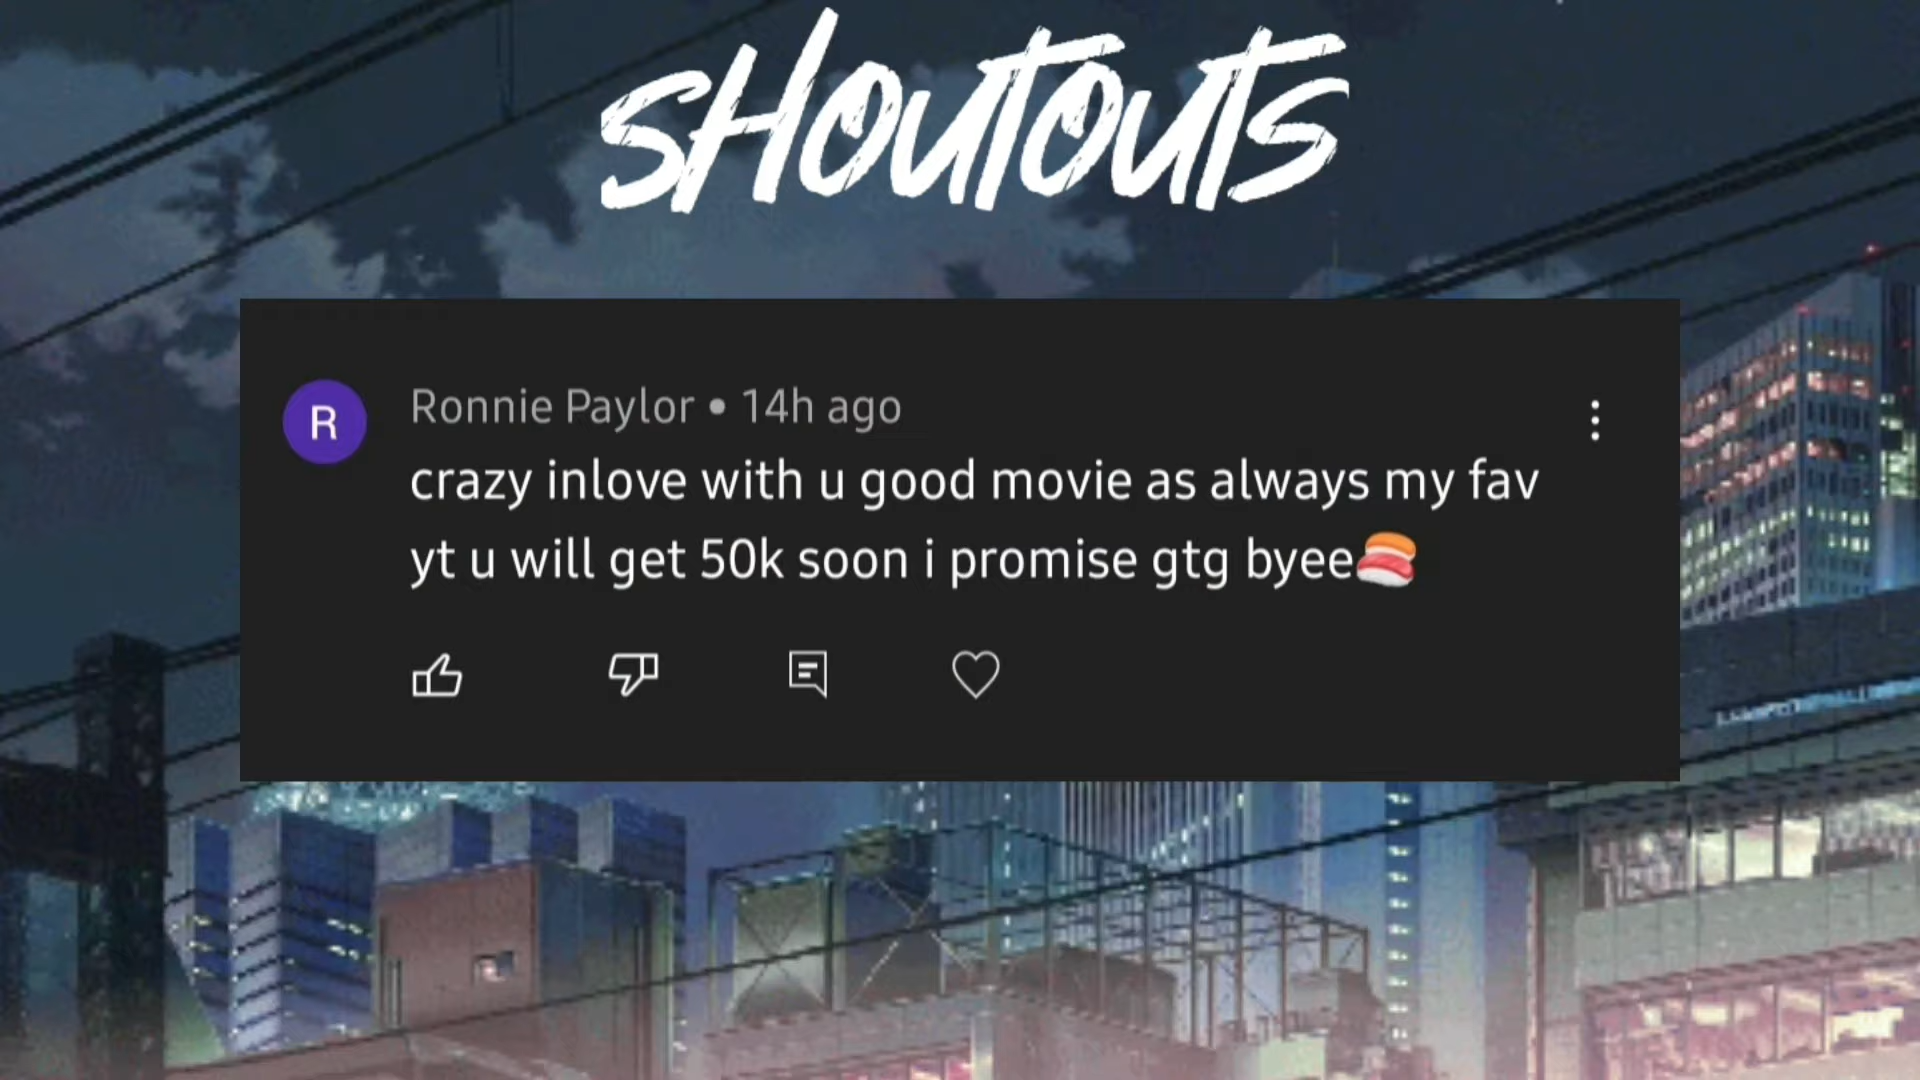 sHoutouts
R
Ronnie Paylor • 14h ago
crazy inlove with u good movie as always my fav
yt u will get 50k soon i promise gtg byee🍣